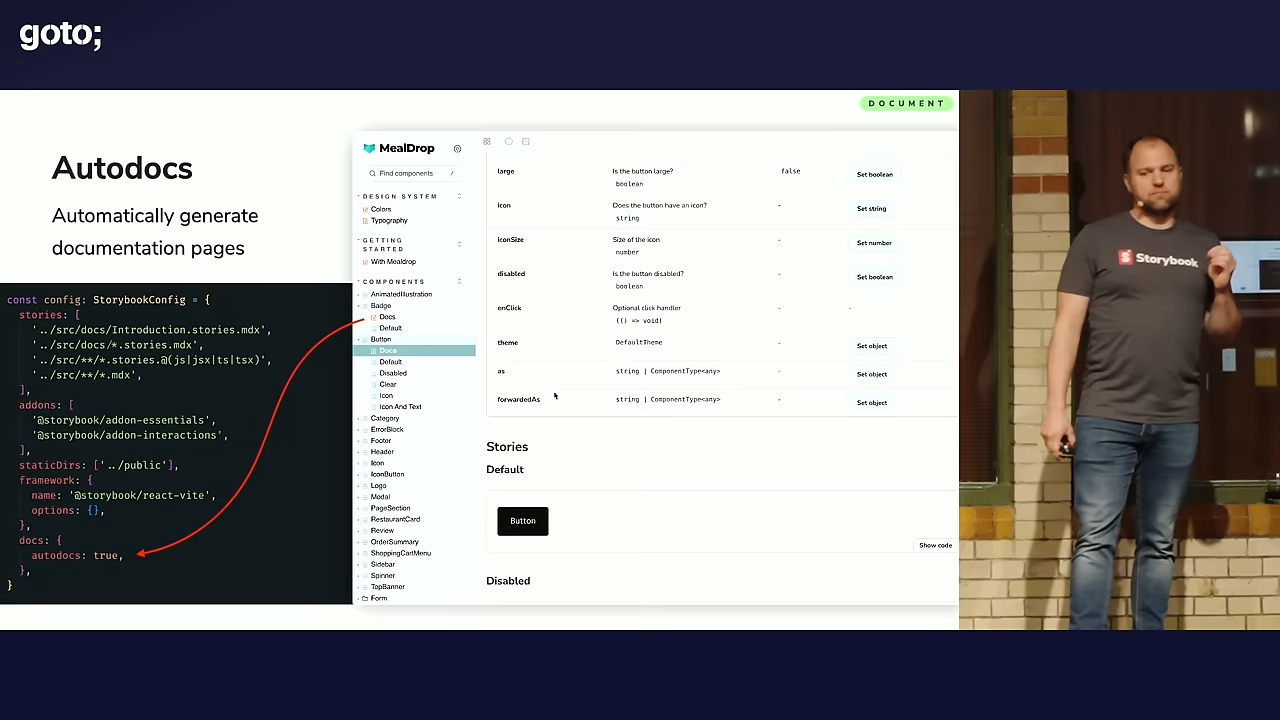 goto;
DOCUMENT
Autodocs
Automatically generate
documentation pages
const config: StorybookConfig = {
stories: [
'../src/docs/Introduction.stories.mdx',
'../src/docs/*.stories.mdx',
'../src/**/*.stories.@(js|jsx|ts|tsx)',
'../src/**/*.mdx',
],
addons: [
'@storybook/addon-essentials',
'@storybook/addon-interactions',
],
staticDirs: ['../public'],
framework: {
name: '@storybook/react-vite',
options: {},
},
docs: {
autodocs: true,
},
}
MealDrop
Find components /
DESIGN SYSTEM
Colors
Typography
GETTING
STARTED
With Mealdrop
COMPONENTS
AnimatedIllustration
Badge
Docs
Default
Button
Docs
Default
Disabled
Clear
Icon
Icon And Text
Category
ErrorBlock
Footer
Header
Icon
IconButton
Logo
Modal
PageSection
RestaurantCard
Review
OrderSummary
ShoppingCartMenu
Sidebar
Spinner
TopBanner
Form
large Is the button large? false Set boolean
boolean
icon Does the button have an icon? - Set string
string
iconSize Size of the icon - Set number
number
disabled Is the button disabled? - Set boolean
boolean
onClick Optional click handler - -
(() => void)
theme DefaultTheme - Set object
as string | ComponentType<any> - Set object
forwardedAs string | ComponentType<any> - Set object
Stories
Default
Button
Show code
Disabled
S Storybook